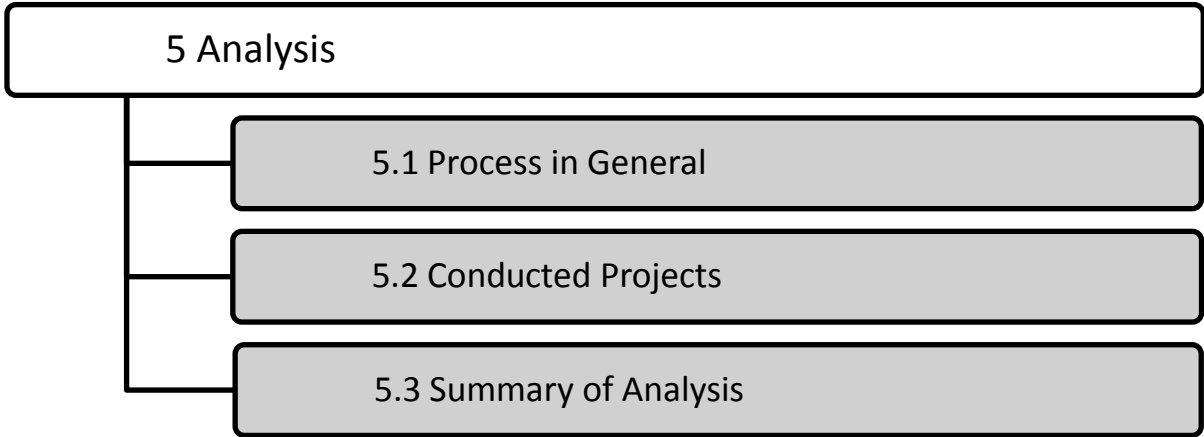 5 Analysis
5.1 Process in General
5.2 Conducted Projects
5.3 Summary of Analysis